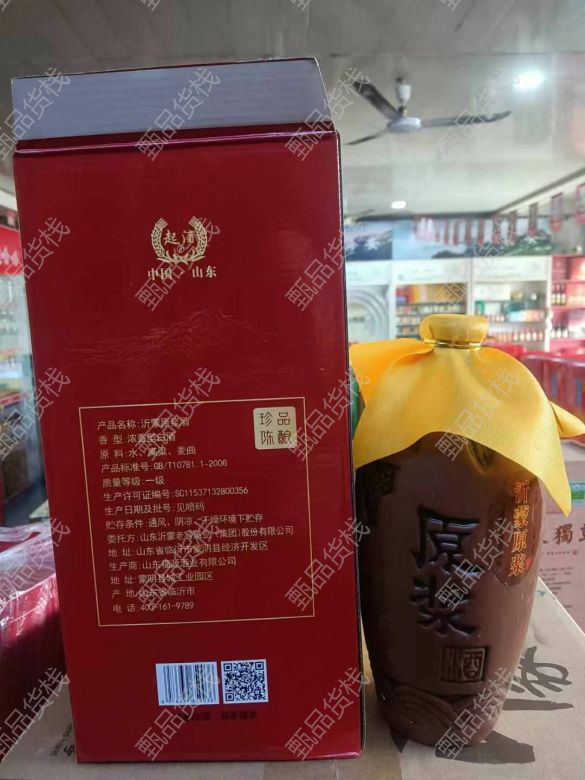 起酒
中国·山东
珍品
陈酿
产品名称：沂蒙原浆酒
香 型：浓香型白酒
原 料：水、高粱、麦曲
产品标准号：GB/T10781.1-2006
质量等级：一级
生产许可证编号：SC11537132800356
生产日期及批号：见喷码
贮存条件：通风、阴凉、干燥环境下贮存
委托方：山东沂蒙老区酒业（集团）股份有限公司
地 址：山东省临沂市蒙阴县经济开发区
地 址：蒙阴县城工业园区
产 地：山东省临沂市
电 话：400-161-9789
沂蒙原浆
原浆
酒
甄品货栈